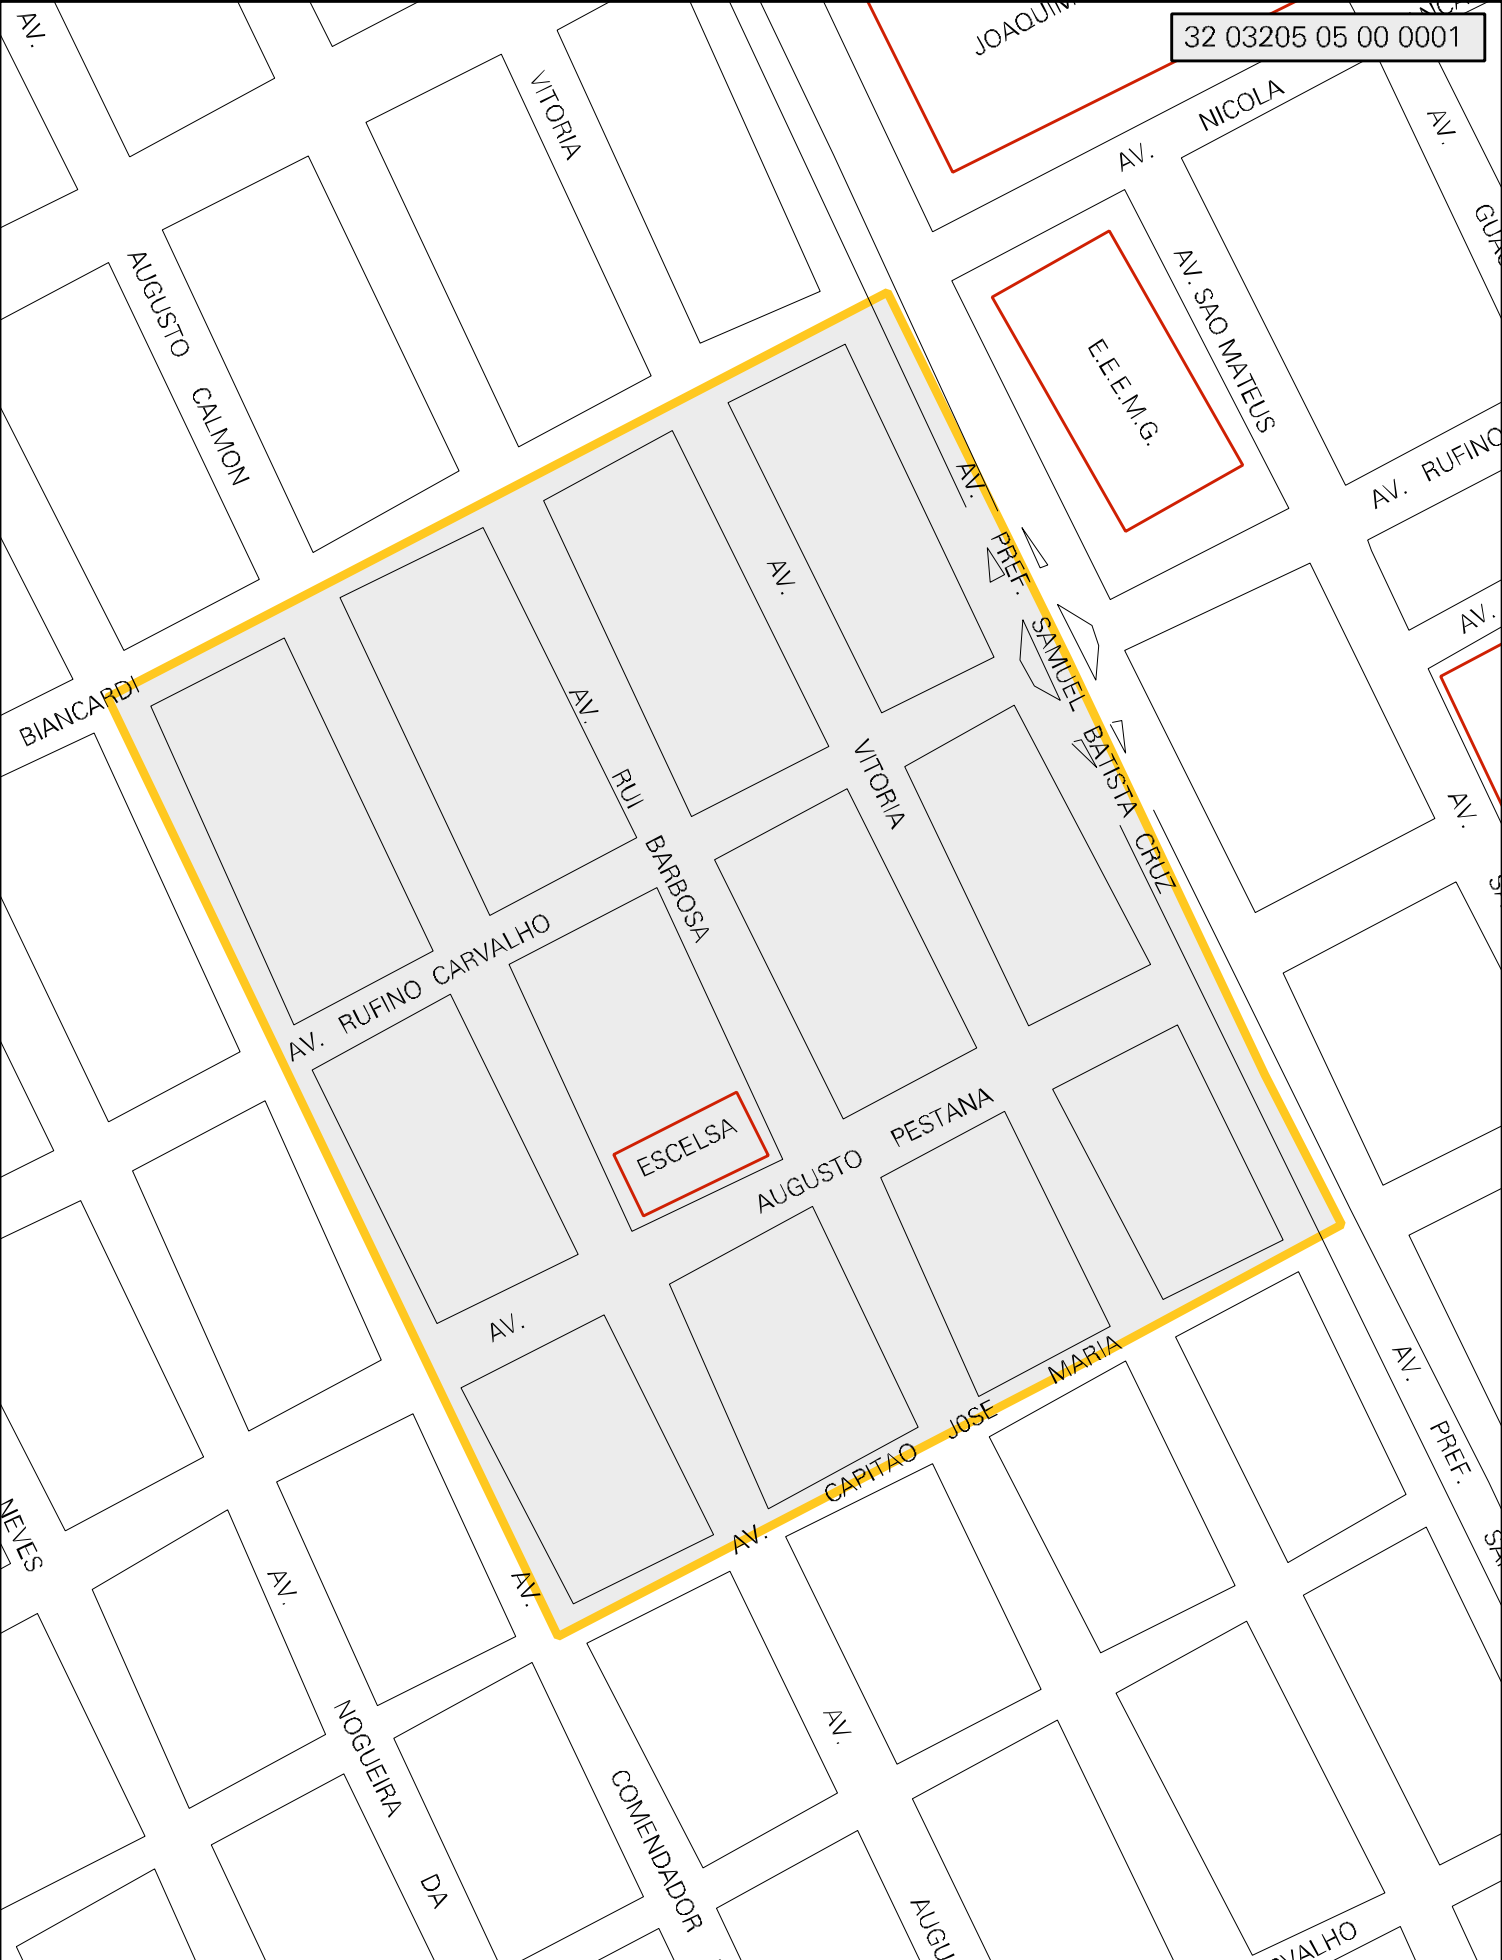 AV.
JOAQUIM
32 03205 05 00 0001
VITORIA
AV. NICOLA
AV.
AUGUSTO CALMON
AV. SAO MATEUS
E.E.E.M.G.
AV. RUFINO
AV.
BIANCARDI
AV. PREF. SAMUEL BATISTA CRUZ
AV. VITORIA
AV. RUI BARBOSA
AV.
AV. RUFINO CARVALHO
ESCELSA
AV. AUGUSTO PESTANA
AV. CAPITAO JOSE MARIA
AV. PREF.
NEVES
AV. NOGUEIRA DA
AV. COMENDADOR
AV.